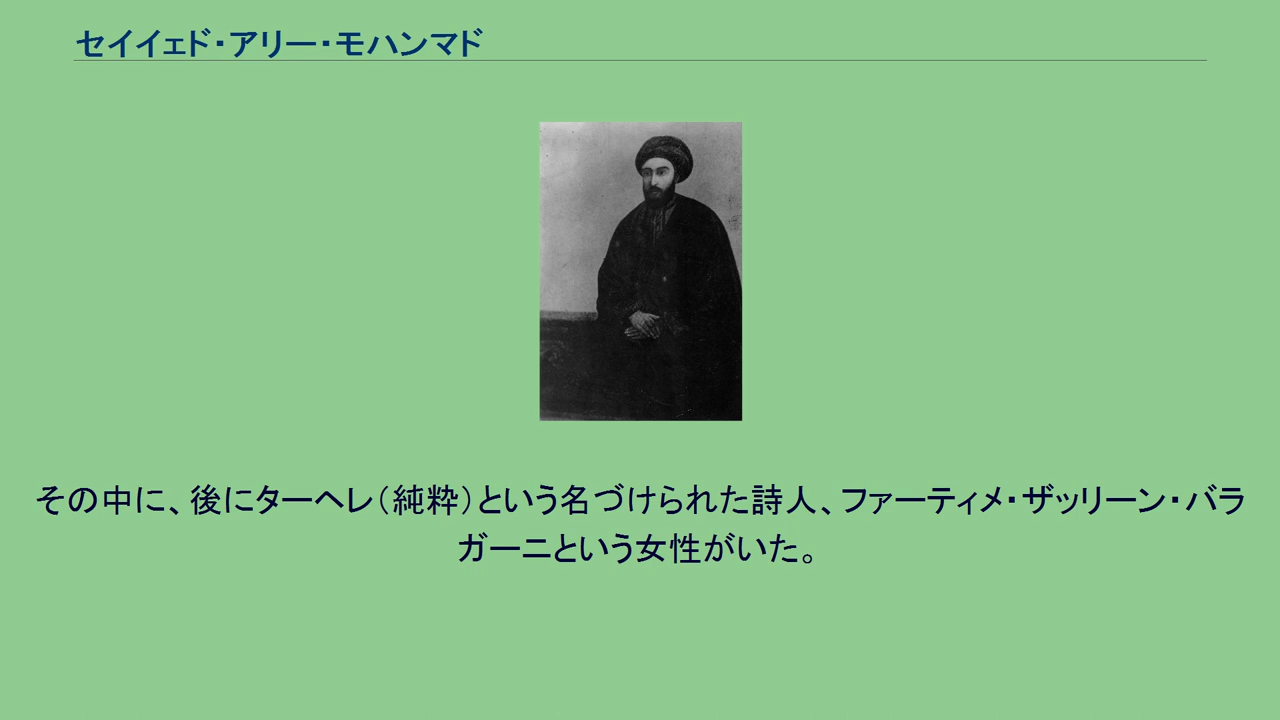 セイイェド・アリー・モハンマド
その中に、後にターヘレ（純粋）という名づけられた詩人、ファーティメ・ザッリーン・バラ
ガーニという女性がいた。